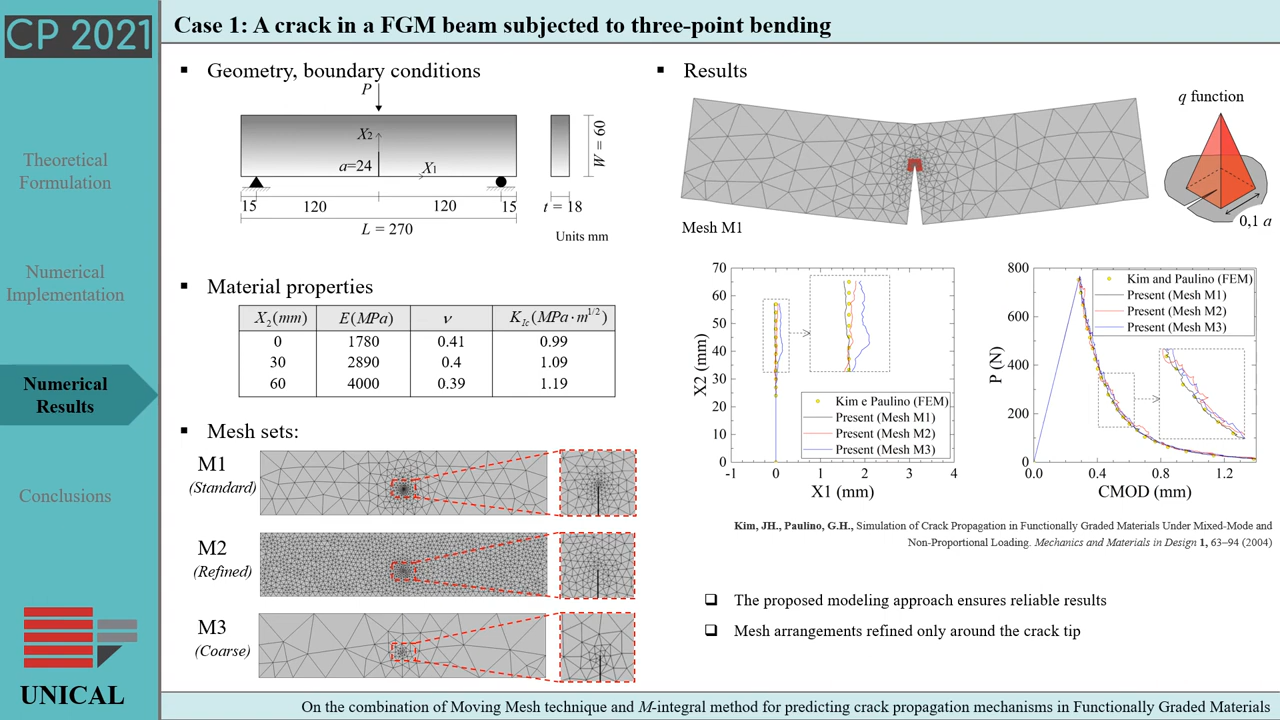 CP 2021
Case 1: A crack in a FGM beam subjected to three-point bending
Theoretical
Formulation
Numerical
Implementation
Numerical
Results
Conclusions
UNICAL
▪ Geometry, boundary conditions
P
X2
a=24
X1
W = 60
15
120
120
15
t = 18
L = 270
Units mm
▪ Material properties
X2(mm) E(MPa) ν KIc(MPa·m^1/2)
0 1780 0.41 0.99
30 2890 0.4 1.09
60 4000 0.39 1.19
▪ Mesh sets:
M1
(Standard)
M2
(Refined)
M3
(Coarse)
▪ Results
q function
0,1 a
Mesh M1
70
60
50
40
30
20
10
0
X2 (mm)
Kim e Paulino (FEM)
Present (Mesh M1)
Present (Mesh M2)
Present (Mesh M3)
-1 0 1 2 3 4
X1 (mm)
800
600
400
200
0
P (N)
Kim and Paulino (FEM)
Present (Mesh M1)
Present (Mesh M2)
Present (Mesh M3)
0.0 0.4 0.8 1.2
CMOD (mm)
Kim, JH., Paulino, G.H., Simulation of Crack Propagation in Functionally Graded Materials Under Mixed-Mode and
Non-Proportional Loading. Mechanics and Materials in Design 1, 63–94 (2004)
❑ The proposed modeling approach ensures reliable results
❑ Mesh arrangements refined only around the crack tip
On the combination of Moving Mesh technique and M-integral method for predicting crack propagation mechanisms in Functionally Graded Materials